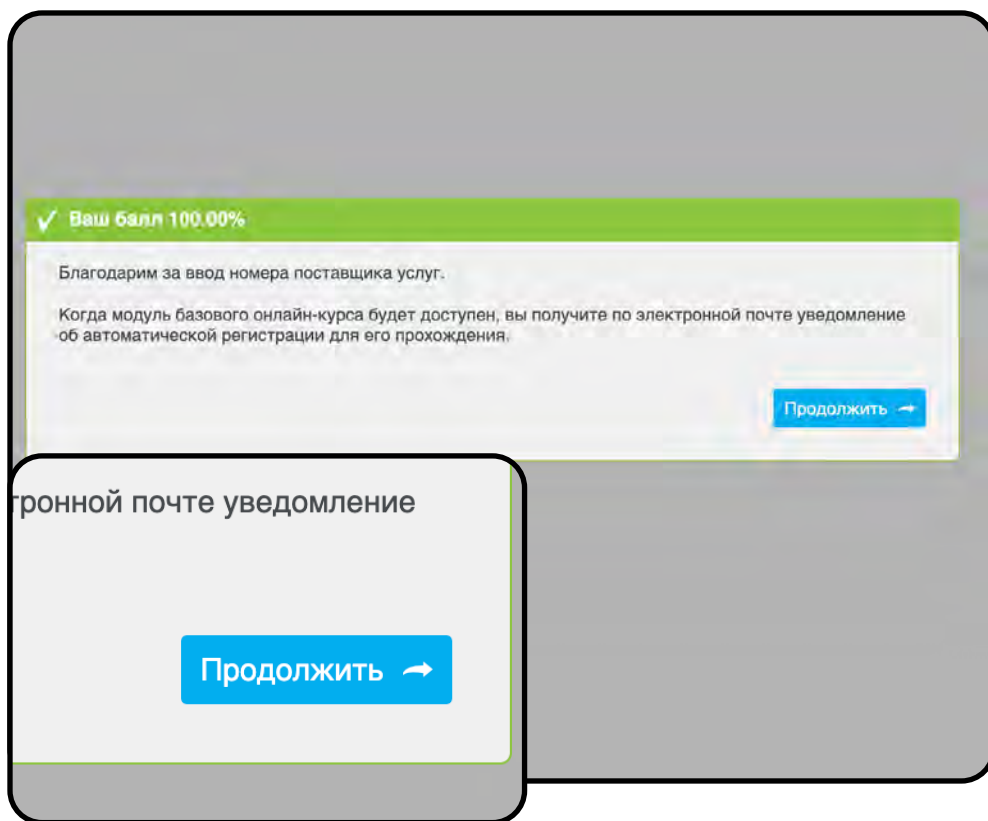 Ваш балл 100.00%
Благодарим за ввод номера поставщика услуг.
Когда модуль базового онлайн-курса будет доступен, вы получите по электронной почте уведомление
об автоматической регистрации для его прохождения.
Продолжить
тронной почте уведомление
Продолжить